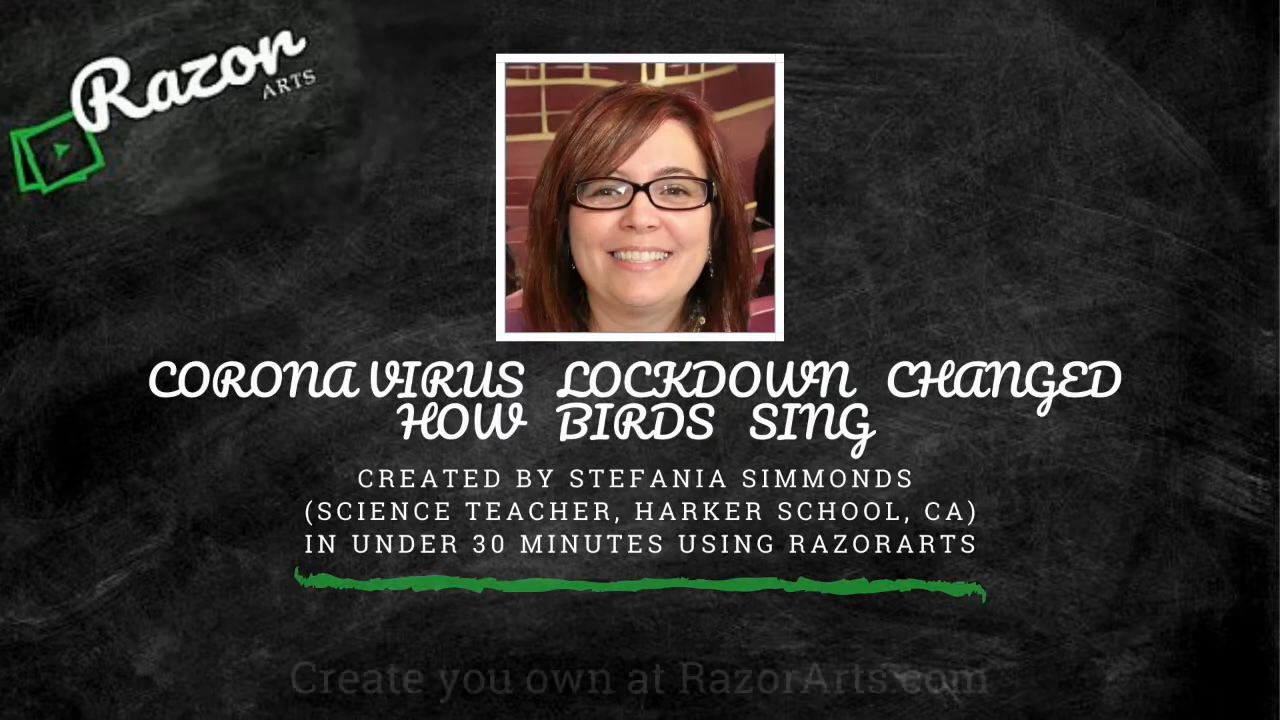 Razor
ARTS
CORONA VIRUS LOCKDOWN CHANGED
HOW BIRDS SING
CREATED BY STEFANIA SIMMONDS
(SCIENCE TEACHER, HARKER SCHOOL, CA)
IN UNDER 30 MINUTES USING RAZORARTS
Create you own at RazorArts.com